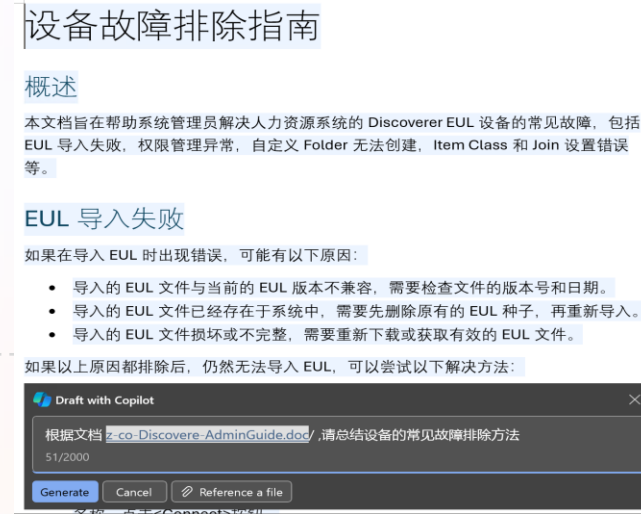 设备故障排除指南
概述
本文档旨在帮助系统管理员解决人力资源系统的 Discoverer EUL 设备的常见故障，包括
EUL 导入失败，权限管理异常，自定义 Folder 无法创建，Item Class 和 Join 设置错误
等。
EUL 导入失败
如果在导入 EUL 时出现错误，可能有以下原因：
• 导入的 EUL 文件与当前的 EUL 版本不兼容，需要检查文件的版本号和日期。
• 导入的 EUL 文件已经存在于系统中，需要先删除原有的 EUL 种子，再重新导入。
• 导入的 EUL 文件损坏或不完整，需要重新下载或获取有效的 EUL 文件。
如果以上原因都排除后，仍然无法导入 EUL，可以尝试以下解决方法：
Draft with Copilot
根据文档 z-co-Discovere-AdminGuide.doc/ ,请总结设备的常见故障排除方法
51/2000
Generate Cancel Reference a file
名称，点击<Connect>按钮